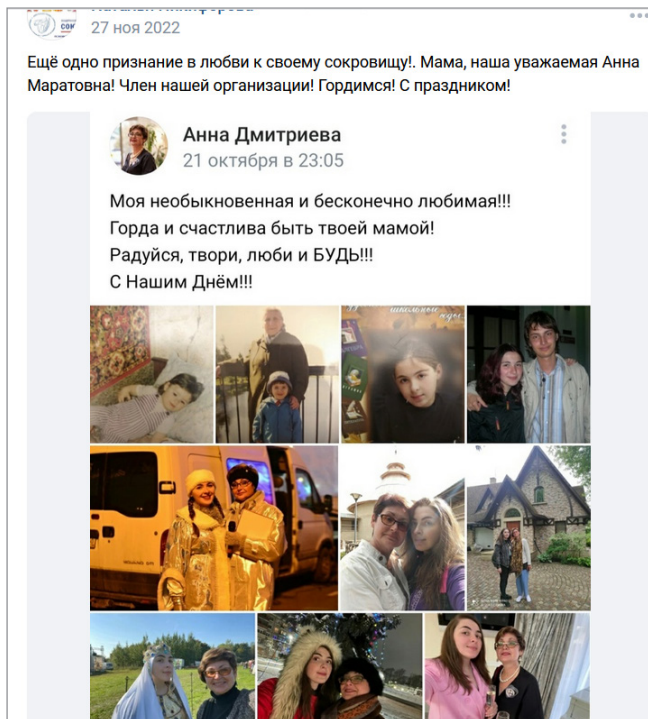 27 ноя 2022
Ещё одно признание в любви к своему сокровищу!. Мама, наша уважаемая Анна
Маратовна! Член нашей организации! Гордимся! С праздником!
Анна Дмитриева
21 октября в 23:05
Моя необыкновенная и бесконечно любимая!!!
Горда и счастлива быть твоей мамой!
Радуйся, твори, люби и БУДЬ!!!
С Нашим Днём!!!
школьные
годы